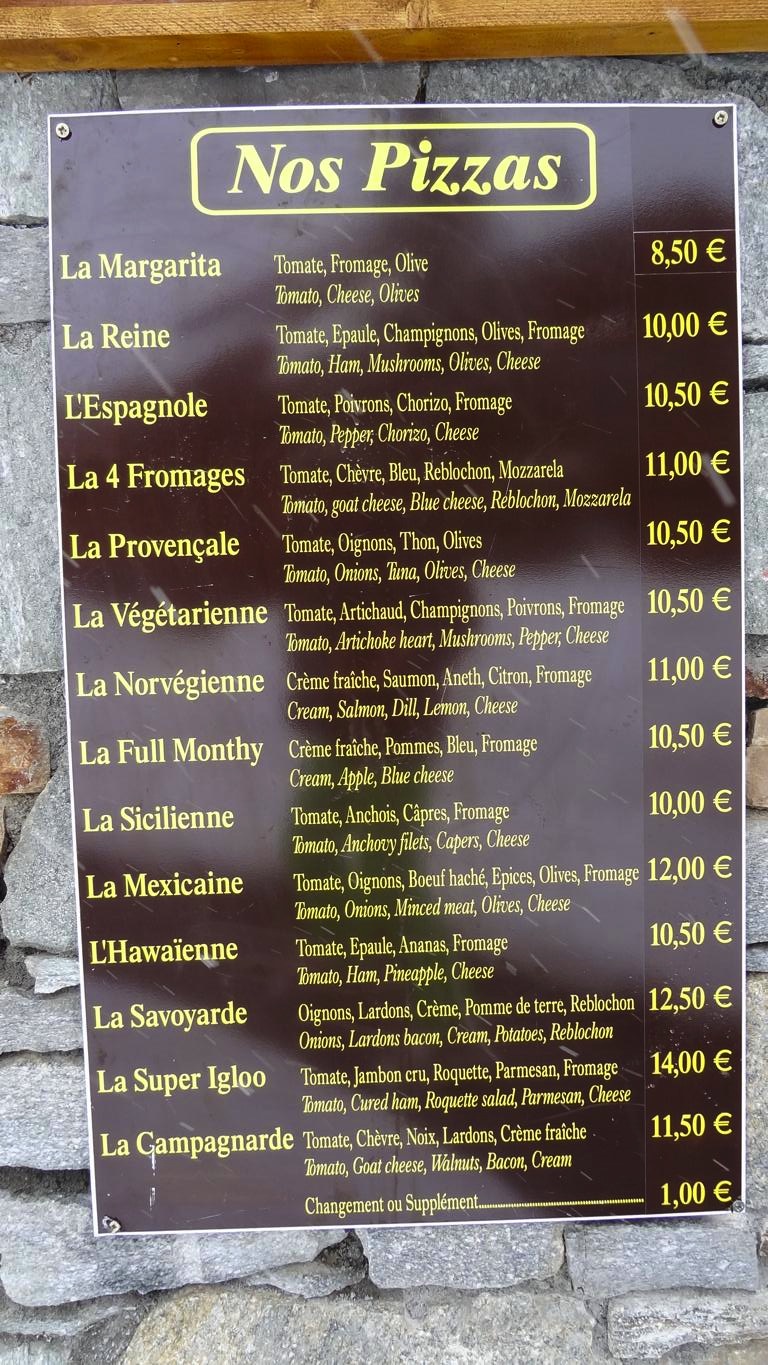 Nos Pizzas
La Margarita Tomate, Fromage, Olive 8,50 €
Tomato, Cheese, Olives
La Reine Tomate, Epaule, Champignons, Olives, Fromage 10,00 €
Tomato, Ham, Mushrooms, Olives, Cheese
L'Espagnole Tomate, Poivrons, Chorizo, Fromage 10,50 €
Tomato, Pepper, Chorizo, Cheese
La 4 Fromages Tomate, Chèvre, Bleu, Reblochon, Mozzarela 11,00 €
Tomato, goat cheese, Blue cheese, Reblochon, Mozzarela
La Provençale Tomate, Oignons, Thon, Olives 10,50 €
Tomato, Onions, Tuna, Olives, Cheese
La Végétarienne Tomate, Artichaud, Champignons, Poivrons, Fromage 10,50 €
Tomato, Artichoke heart, Mushrooms, Pepper, Cheese
La Norvégienne Crème fraîche, Saumon, Aneth, Citron, Fromage 11,00 €
Cream, Salmon, Dill, Lemon, Cheese
La Full Monthy Crème fraîche, Pommes, Bleu, Fromage 10,50 €
Cream, Apple, Blue cheese
La Sicilienne Tomate, Anchois, Câpres, Fromage 10,00 €
Tomato, Anchovy filets, Capers, Cheese
La Mexicaine Tomate, Oignons, Boeuf haché, Epices, Olives, Fromage 12,00 €
Tomato, Onions, Minced meat, Olives, Cheese
L'Hawaïenne Tomate, Epaule, Ananas, Fromage 10,50 €
Tomato, Ham, Pineapple, Cheese
La Savoyarde Oignons, Lardons, Crème, Pomme de terre, Reblochon 12,50 €
Onions, Lardons bacon, Cream, Potatoes, Reblochon
La Super Igloo Tomate, Jambon cru, Roquette, Parmesan, Fromage 14,00 €
Tomato, Cured ham, Roquette salad, Parmesan, Cheese
La Campagnarde Tomate, Chèvre, Noix, Lardons, Crème fraîche 11,50 €
Tomato, Goat cheese, Walnuts, Bacon, Cream
Changement ou Supplément........................................ 1,00 €